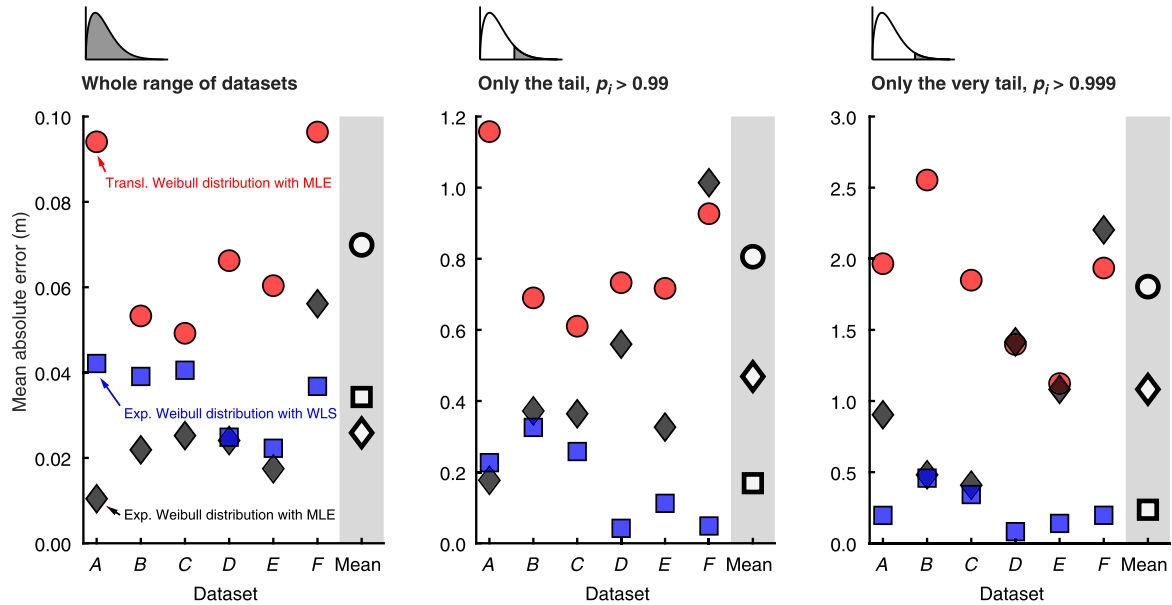 Whole range of datasets
Only the tail, pi > 0.99
Only the very tail, pi > 0.999
Mean absolute error (m)
0.10
0.08
0.06
0.04
0.02
0.00
Transl. Weibull distribution with MLE
Exp. Weibull distribution with WLS
Exp. Weibull distribution with MLE
A B C D E F Mean
Dataset
1.2
1.0
0.8
0.6
0.4
0.2
0.0
A B C D E F Mean
Dataset
3.0
2.5
2.0
1.5
1.0
0.5
0.0
A B C D E F Mean
Dataset